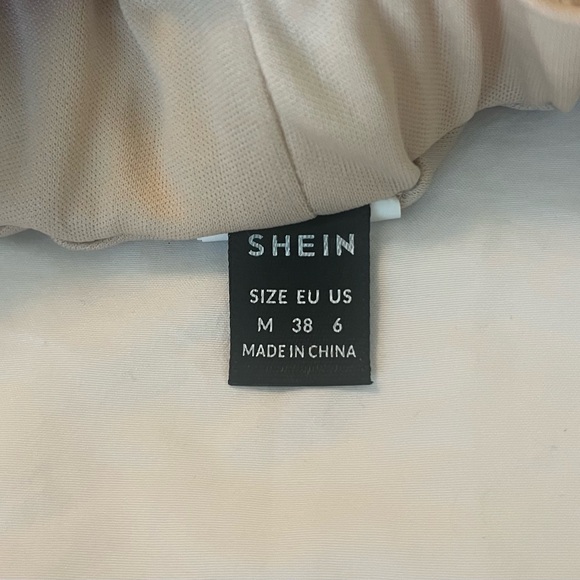 SHEIN
SIZE EU US
M 38 6
MADE IN CHINA